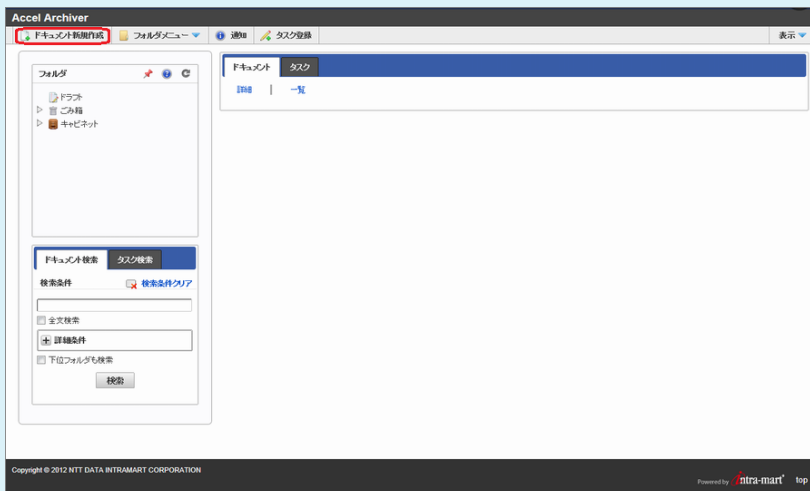 Accel Archiver
ドキュメント新規作成 フォルダメニュー 通知 タスク登録 表示
フォルダ
ドラフト
ごみ箱
キャビネット
ドキュメント タスク
詳細 | 一覧
ドキュメント検索 タスク検索
検索条件 検索条件クリア
全文検索
詳細条件
下位フォルダも検索
検索
Copyright © 2012 NTT DATA INTRAMART CORPORATION
Powered by intra-mart top